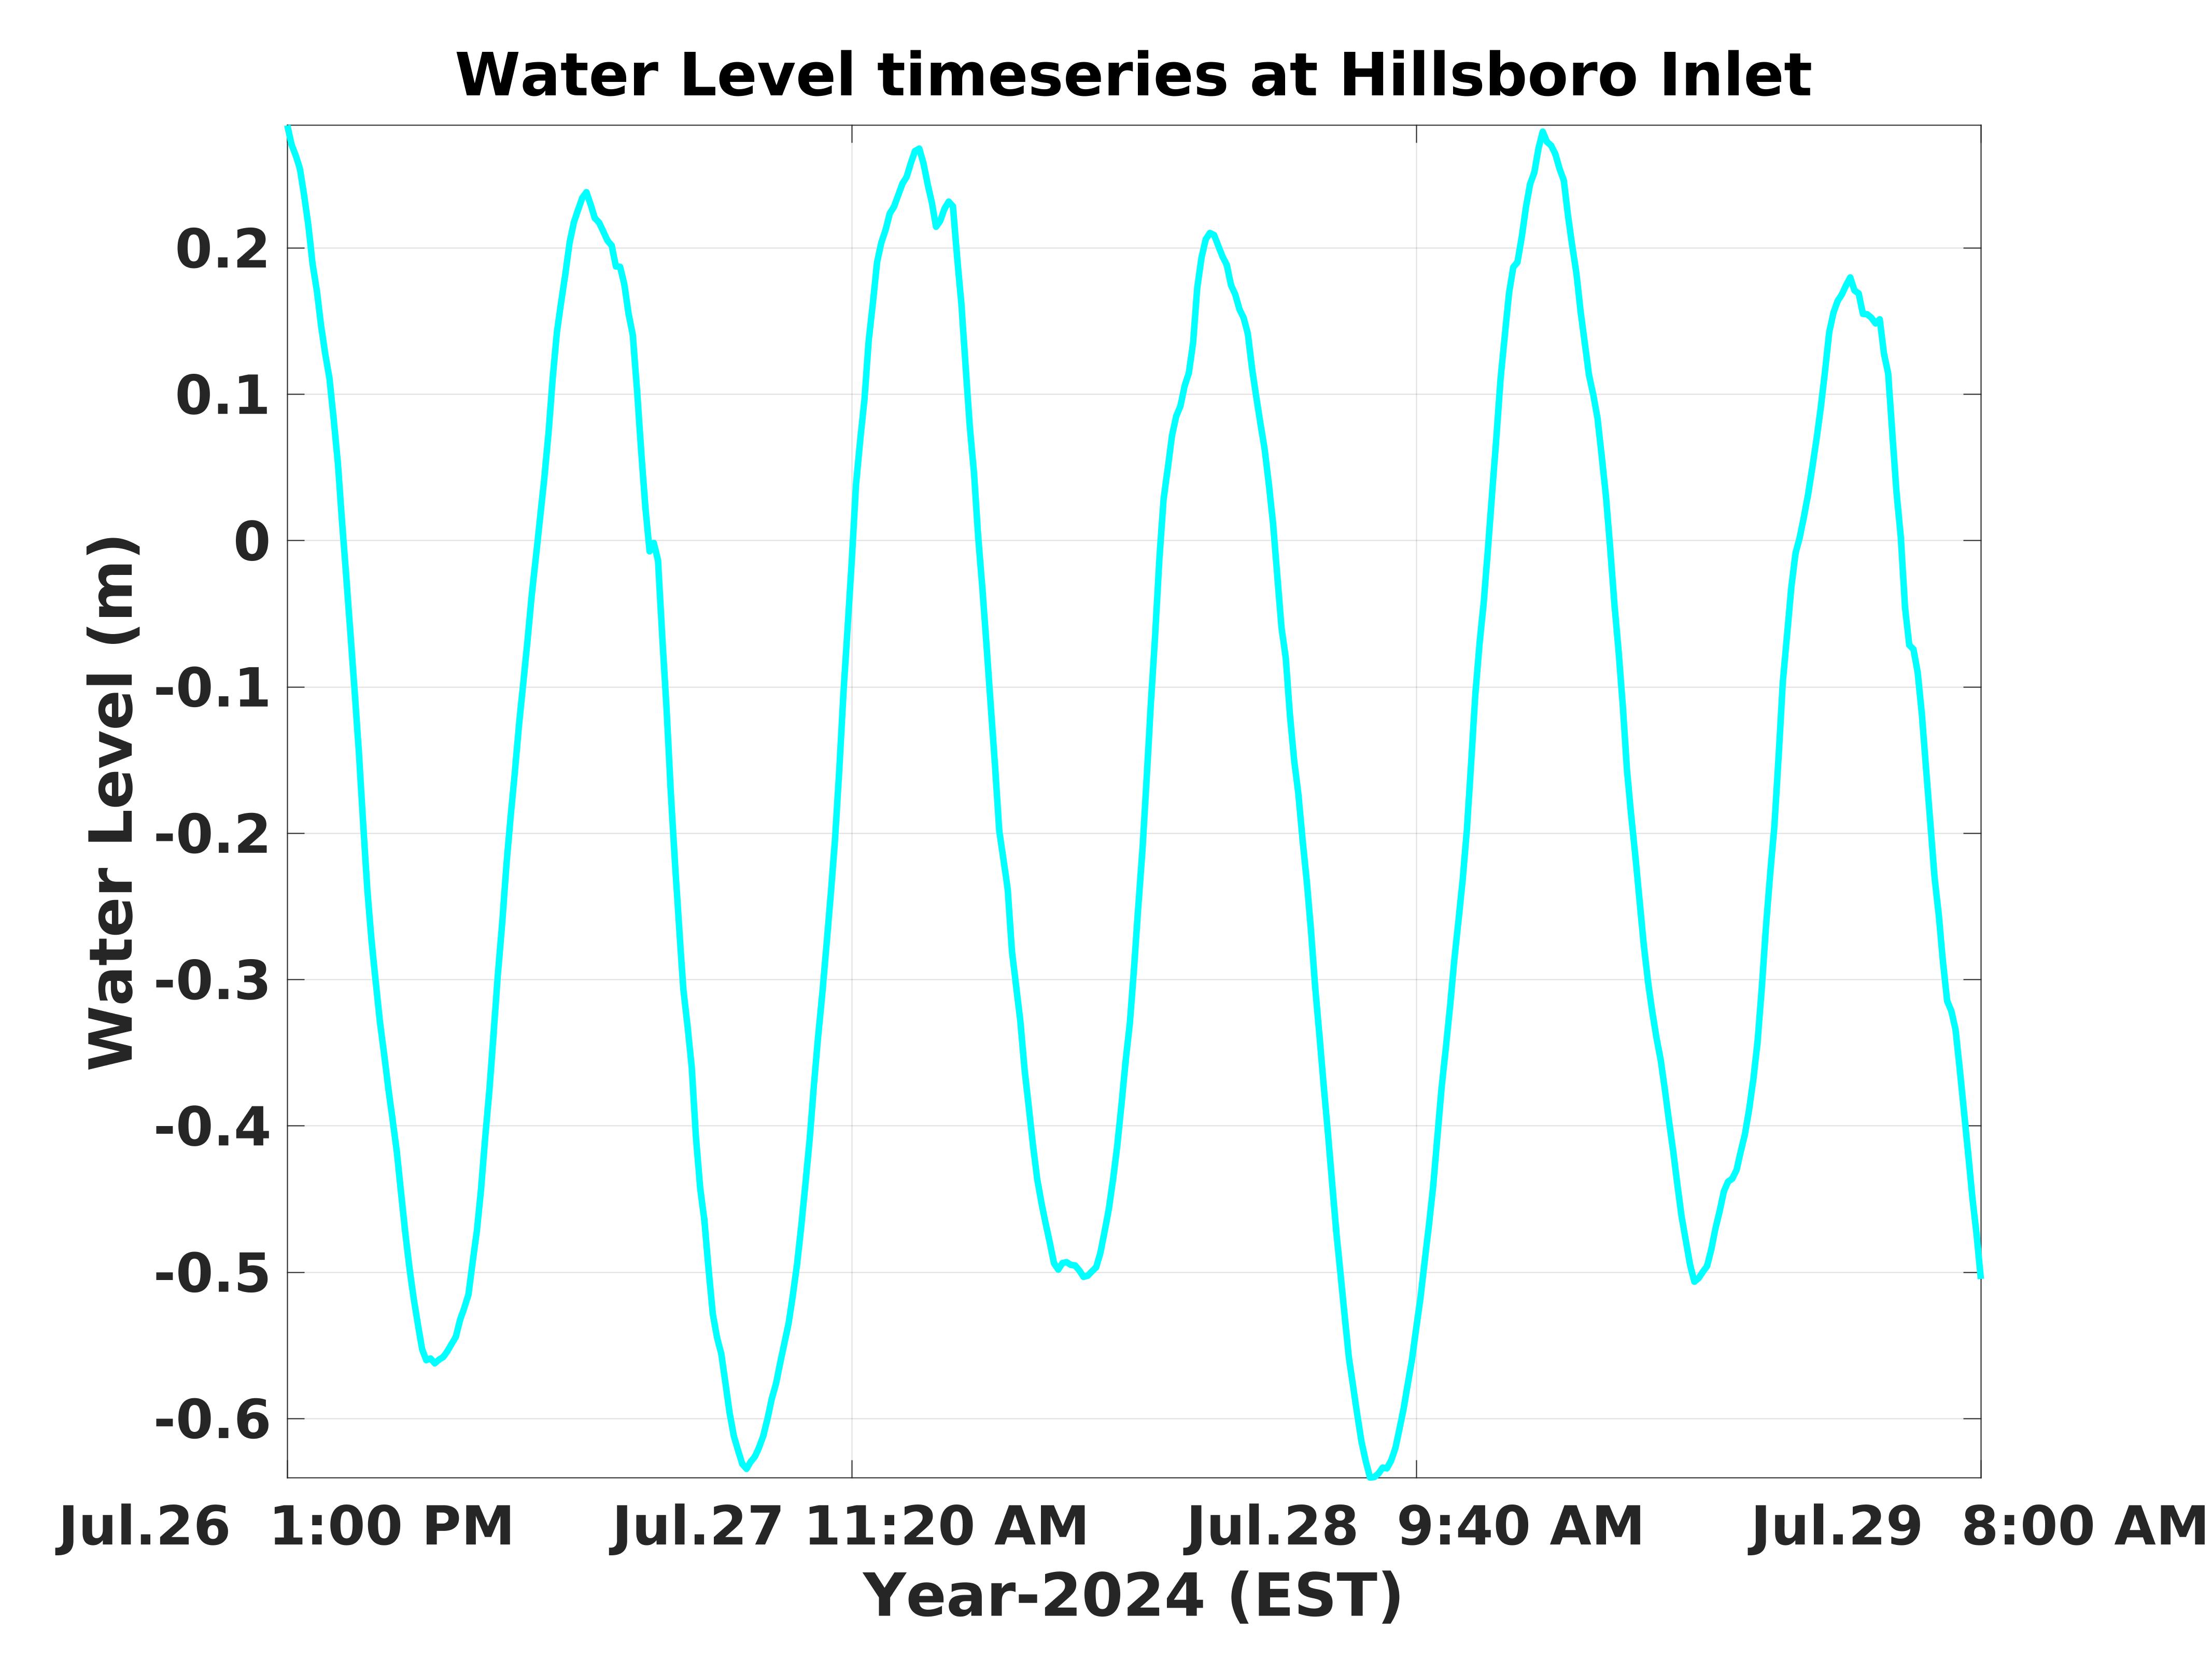 Water Level timeseries at Hillsboro Inlet
Water Level (m)
0.2
0.1
0
-0.1
-0.2
-0.3
-0.4
-0.5
-0.6
Jul.26 1:00 PM Jul.27 11:20 AM Jul.28 9:40 AM Jul.29 8:00 AM
Year-2024 (EST)